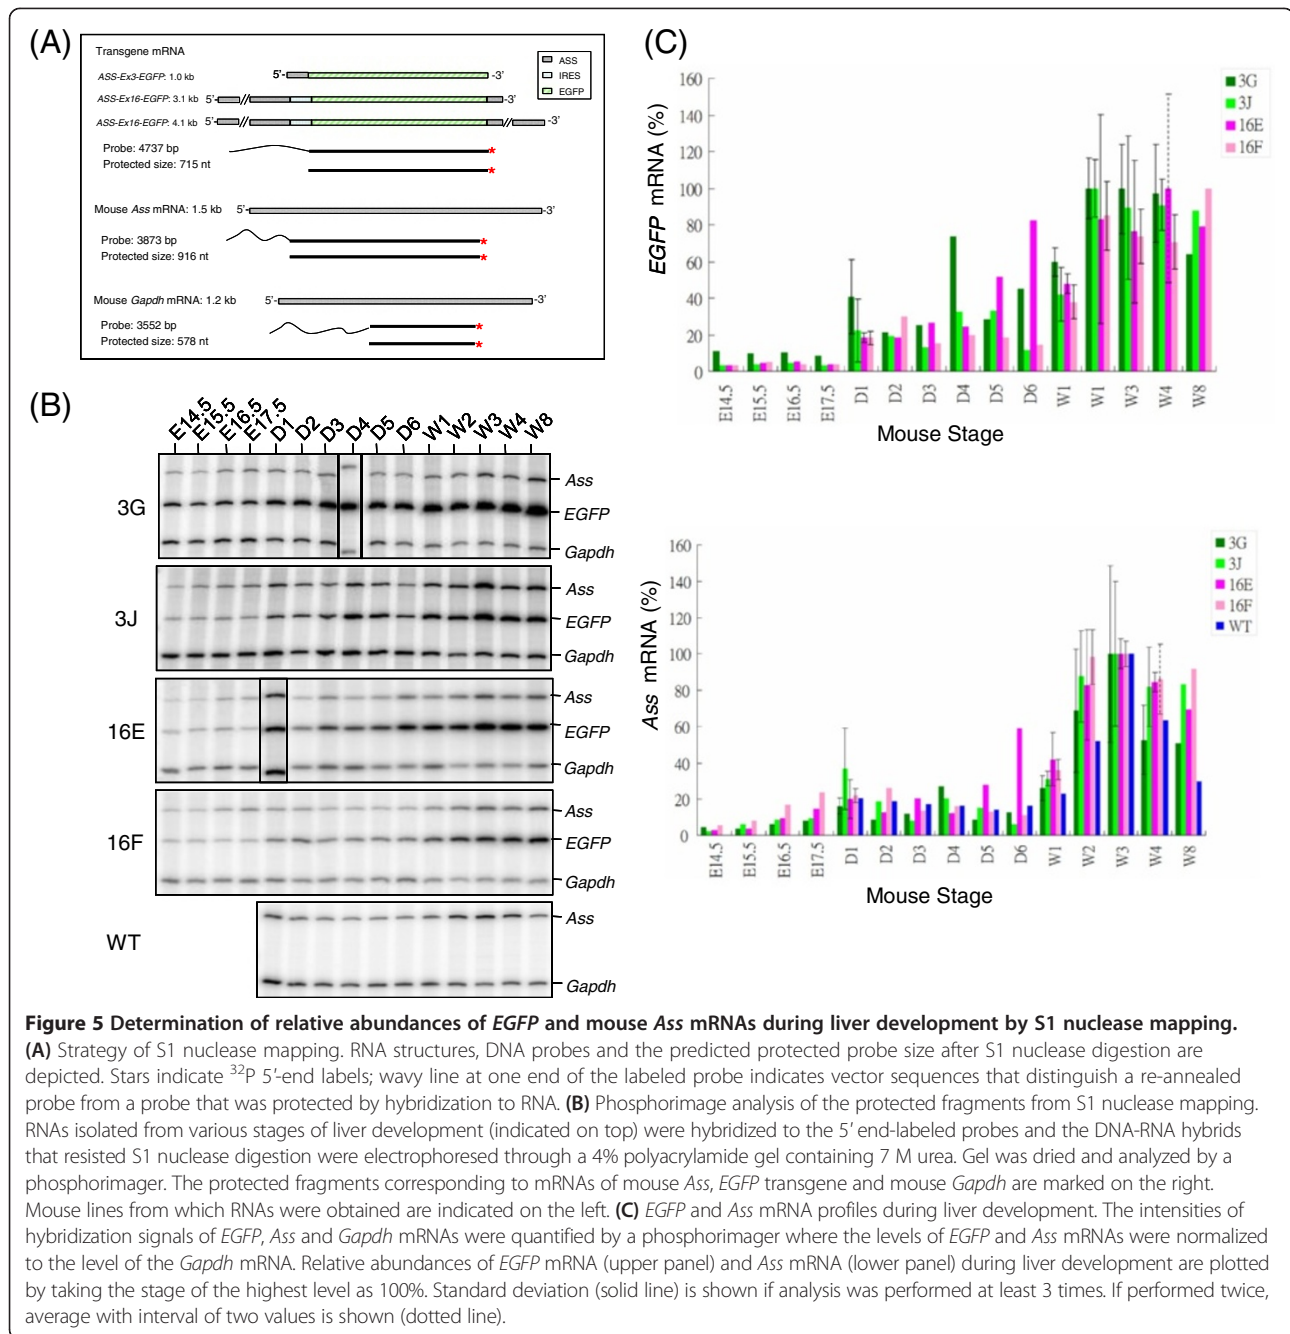 (A)
Transgene mRNA
ASS-Ex3-EGFP: 1.0 kb
5'-
-3'
ASS-Ex16-EGFP: 3.1 kb
5'-
-3'
ASS-Ex16-EGFP: 4.1 kb
5'-
-3'
Probe: 4737 bp
*
Protected size: 715 nt
*
Mouse Ass mRNA: 1.5 kb
5'-
-3'
Probe: 3873 bp
*
Protected size: 916 nt
*
Mouse Gapdh mRNA: 1.2 kb
5'-
-3'
Probe: 3552 bp
*
Protected size: 578 nt
*
ASS
IRES
EGFP
(B)
E14.5 E15.5 E16.5 E17.5 D1 D2 D3 D4 D5 D6 W1 W2 W3 W4 W8
3G
Ass
EGFP
Gapdh
3J
Ass
EGFP
Gapdh
16E
Ass
EGFP
Gapdh
16F
Ass
EGFP
Gapdh
WT
Ass
Gapdh
(C)
EGFP mRNA (%)
160
140
120
100
80
60
40
20
0
3G
3J
16E
16F
E14.5 E15.5 E16.5 E17.5 D1 D2 D3 D4 D5 D6 W1 W1 W3 W4 W8
Mouse Stage
Ass mRNA (%)
160
140
120
100
80
60
40
20
0
3G
3J
16E
16F
WT
E14.5 E15.5 E16.5 E17.5 D1 D2 D3 D4 D5 D6 W1 W2 W3 W4 W8
Mouse Stage
Figure 5 Determination of relative abundances of EGFP and mouse Ass mRNAs during liver development by S1 nuclease mapping.
(A) Strategy of S1 nuclease mapping. RNA structures, DNA probes and the predicted protected probe size after S1 nuclease digestion are
depicted. Stars indicate ³²P 5'-end labels; wavy line at one end of the labeled probe indicates vector sequences that distinguish a re-annealed
probe from a probe that was protected by hybridization to RNA. (B) Phosphorimage analysis of the protected fragments from S1 nuclease mapping.
RNAs isolated from various stages of liver development (indicated on top) were hybridized to the 5' end-labeled probes and the DNA-RNA hybrids
that resisted S1 nuclease digestion were electrophoresed through a 4% polyacrylamide gel containing 7 M urea. Gel was dried and analyzed by a
phosphorimager. The protected fragments corresponding to mRNAs of mouse Ass, EGFP transgene and mouse Gapdh are marked on the right.
Mouse lines from which RNAs were obtained are indicated on the left. (C) EGFP and Ass mRNA profiles during liver development. The intensities of
hybridization signals of EGFP, Ass and Gapdh mRNAs were quantified by a phosphorimager where the levels of EGFP and Ass mRNAs were normalized
to the level of the Gapdh mRNA. Relative abundances of EGFP mRNA (upper panel) and Ass mRNA (lower panel) during liver development are plotted
by taking the stage of the highest level as 100%. Standard deviation (solid line) is shown if analysis was performed at least 3 times. If performed twice,
average with interval of two values is shown (dotted line).